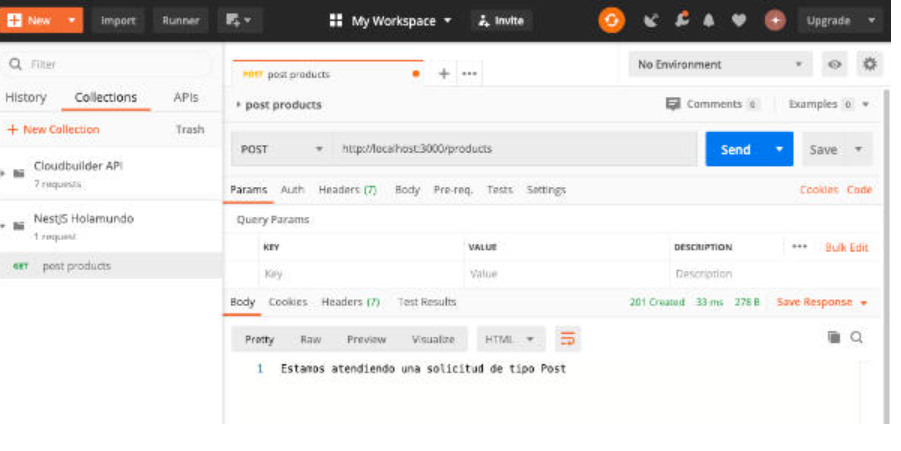 New Import Runner My Workspace Invite Upgrade
Filter
History Collections APIs
+ New Collection Trash
Cloudbuilder API
7 requests
NestJS Holamundo
1 request
GET post products
POST post products + ••• No Environment
post products Comments 0 Examples 0
POST http://localhost:3000/products Send Save
Params Auth Headers (7) Body Pre-req. Tests Settings Cookies Code
Query Params
KEY VALUE DESCRIPTION ••• Bulk Edit
Key Value Description
Body Cookies Headers (7) Test Results 201 Created 33 ms 278 B Save Response
Pretty Raw Preview Visualize HTML
1 Estamos atendiendo una solicitud de tipo Post